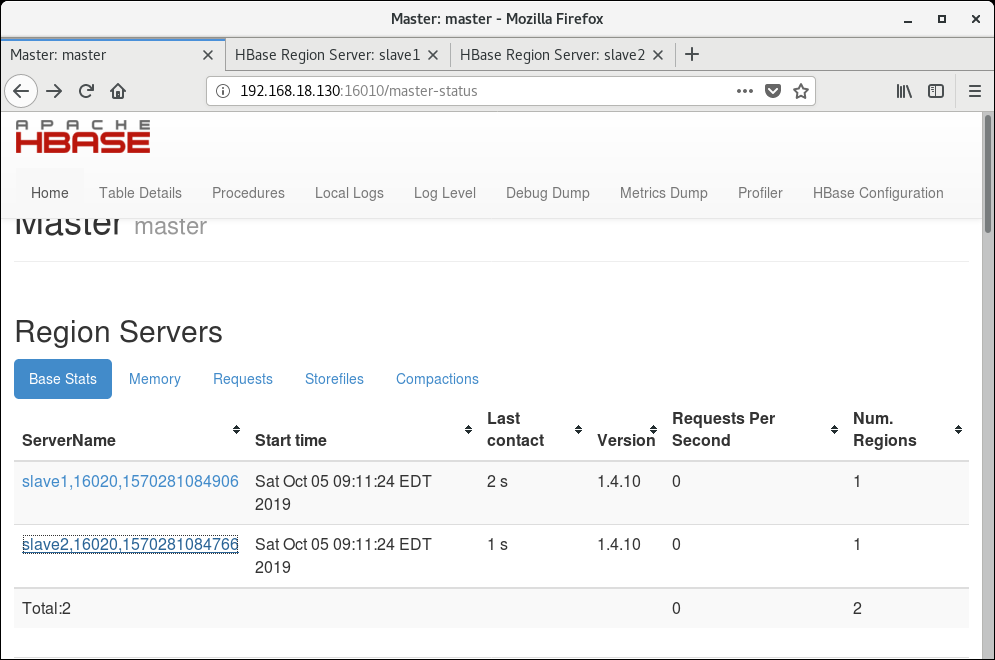 Master: master - Mozilla Firefox
Master: master HBase Region Server: slave1 HBase Region Server: slave2
192.168.18.130:16010/master-status
APACHE
HBASE
Home Table Details Procedures Local Logs Log Level Debug Dump Metrics Dump Profiler HBase Configuration
Master master
Region Servers
Base Stats Memory Requests Storefiles Compactions
ServerName Start time Last contact Version Requests Per Second Num. Regions
slave1,16020,1570281084906 Sat Oct 05 09:11:24 EDT 2019 2 s 1.4.10 0 1
slave2,16020,1570281084766 Sat Oct 05 09:11:24 EDT 2019 1 s 1.4.10 0 1
Total:2 0 2